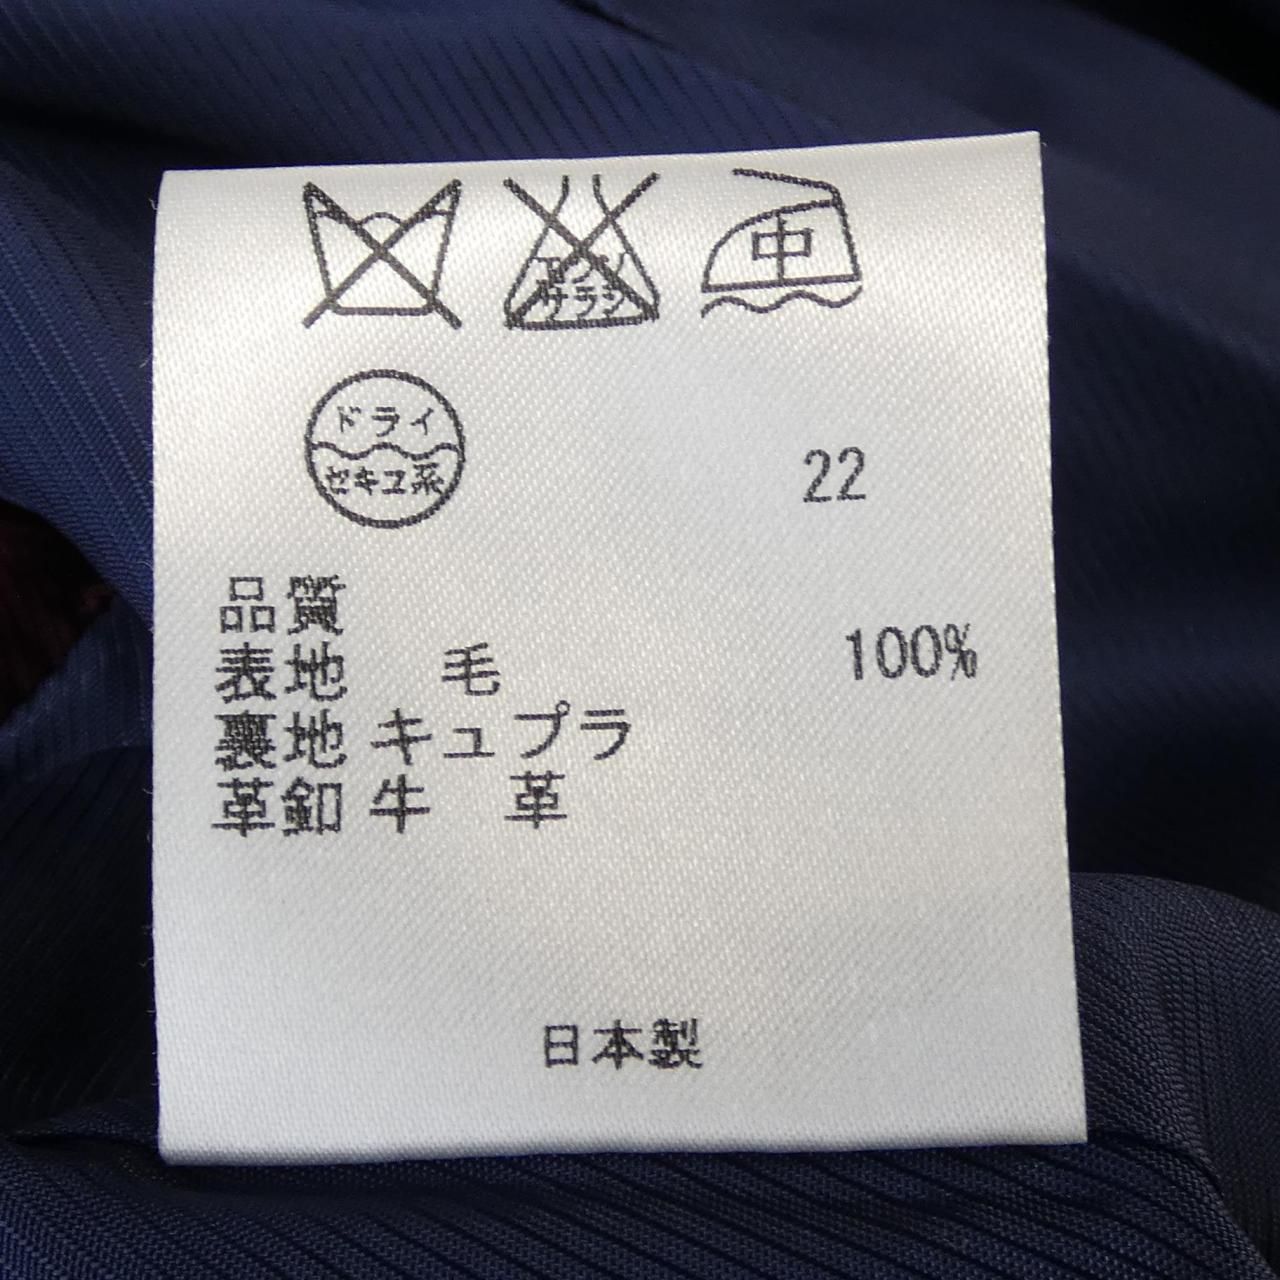 エンソ
サラシ
中
ドライ
セキユ系
22
品質
表地 毛 100%
裏地 キュプラ
革釦 牛 革
日本製